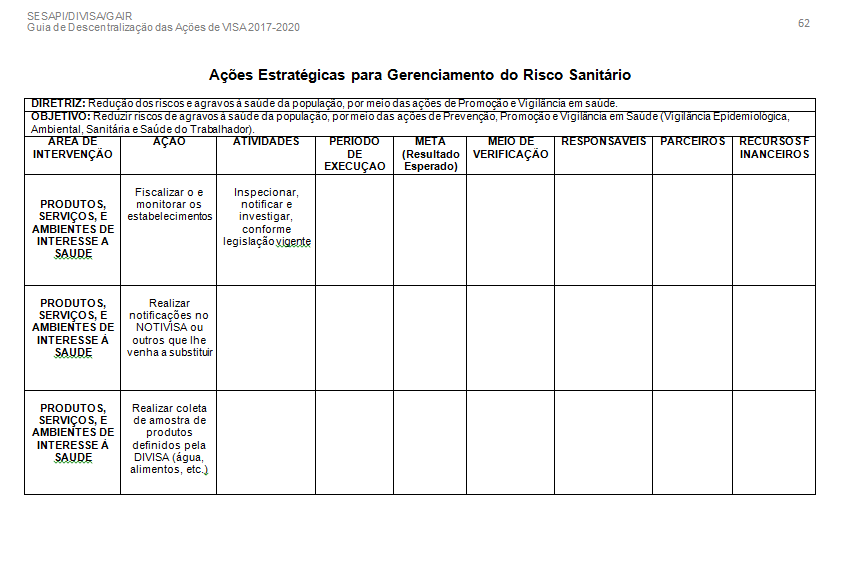 SESAPI/DIVISA/GAIR
Guia de Descentralização das Ações de VISA 2017-2020
62
Ações Estratégicas para Gerenciamento do Risco Sanitário
DIRETRIZ: Redução dos riscos e agravos à saúde da população, por meio das ações de Promoção e Vigilância em saúde.
OBJETIVO: Reduzir riscos de agravos à saúde da população, por meio das ações de Prevenção, Promoção e Vigilância em Saúde (Vigilância Epidemiológica,
Ambiental, Sanitária e Saúde do Trabalhador).
ÁREA DE
INTERVENÇÃO
AÇÃO
ATIVIDADES
PERÍODO
DE
EXECUÇAO
META
(Resultado
Esperado)
MEIO DE
VERIFICAÇÃO
RESPONSÁVEIS
PARCEIROS
RECURSOS F
INANCEIROS
PRODUTOS,
SERVIÇOS, E
AMBIENTES DE
INTERESSE A
SAUDE
Fiscalizar o e
monitorar os
estabelecimentos
Inspecionar,
notificar e
investigar,
conforme
legislação vigente
PRODUTOS,
SERVIÇOS, E
AMBIENTES DE
INTERESSE À
SAUDE
Realizar
notificações no
NOTIVISA ou
outros que lhe
venha a substituir
PRODUTOS,
SERVIÇOS, E
AMBIENTES DE
INTERESSE À
SAUDE
Realizar coleta
de amostra de
produtos
definidos pela
DIVISA (água,
alimentos, etc.)